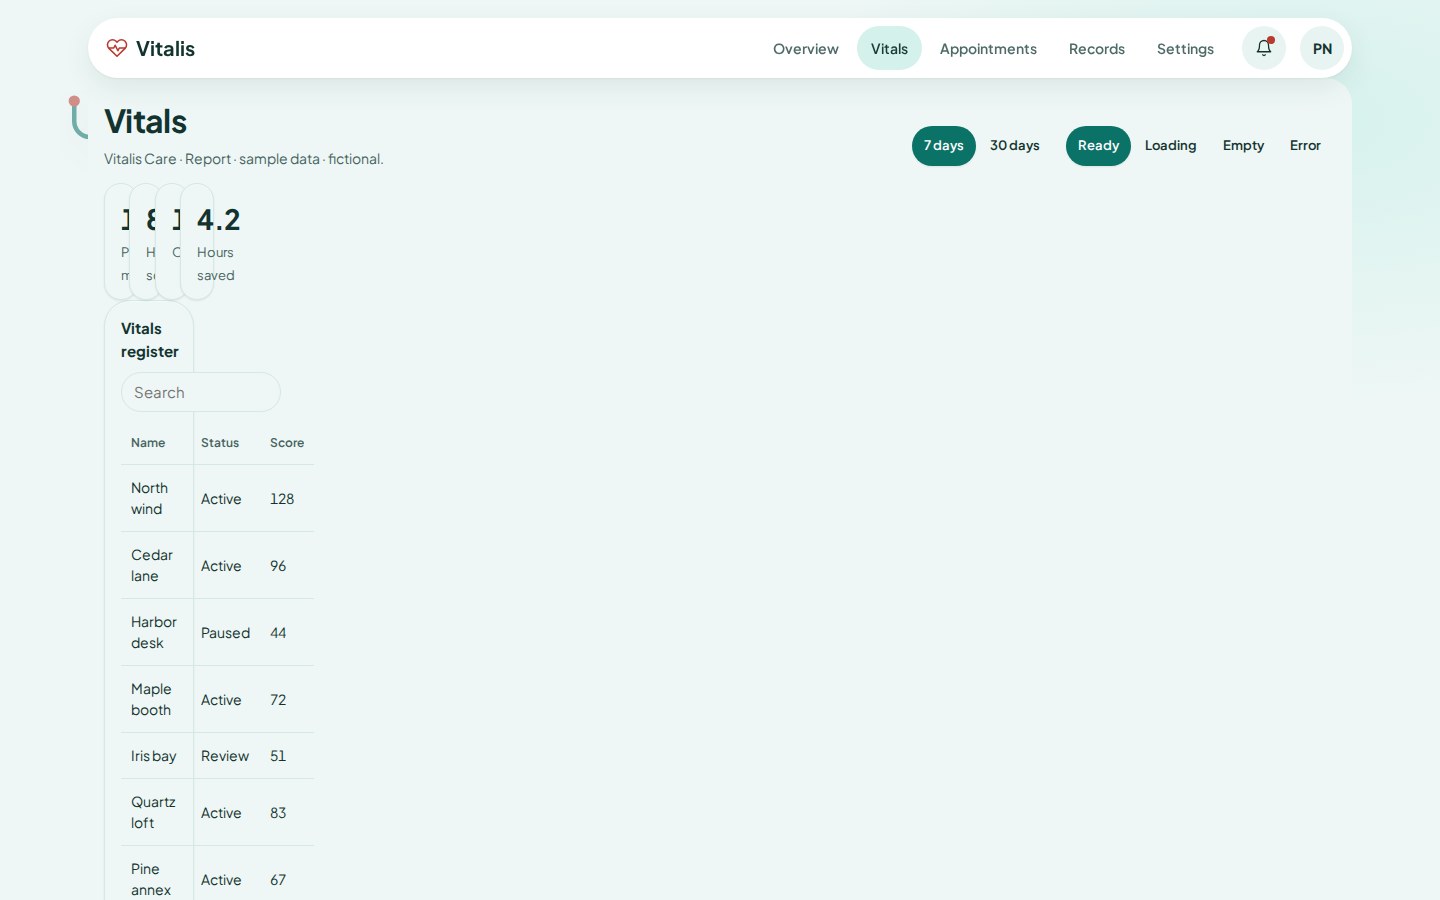 Vitalis
Overview
Vitals
Appointments
Records
Settings
PN
Vitals
Vitalis Care · Report · sample data · fictional.
7 days
30 days
Ready
Loading
Empty
Error
4.2
Hours
saved
Vitals
register
Search
Name Status Score
North wind Active 128
Cedar lane Active 96
Harbor desk Paused 44
Maple booth Active 72
Iris bay Review 51
Quartz loft Active 83
Pine annex Active 67